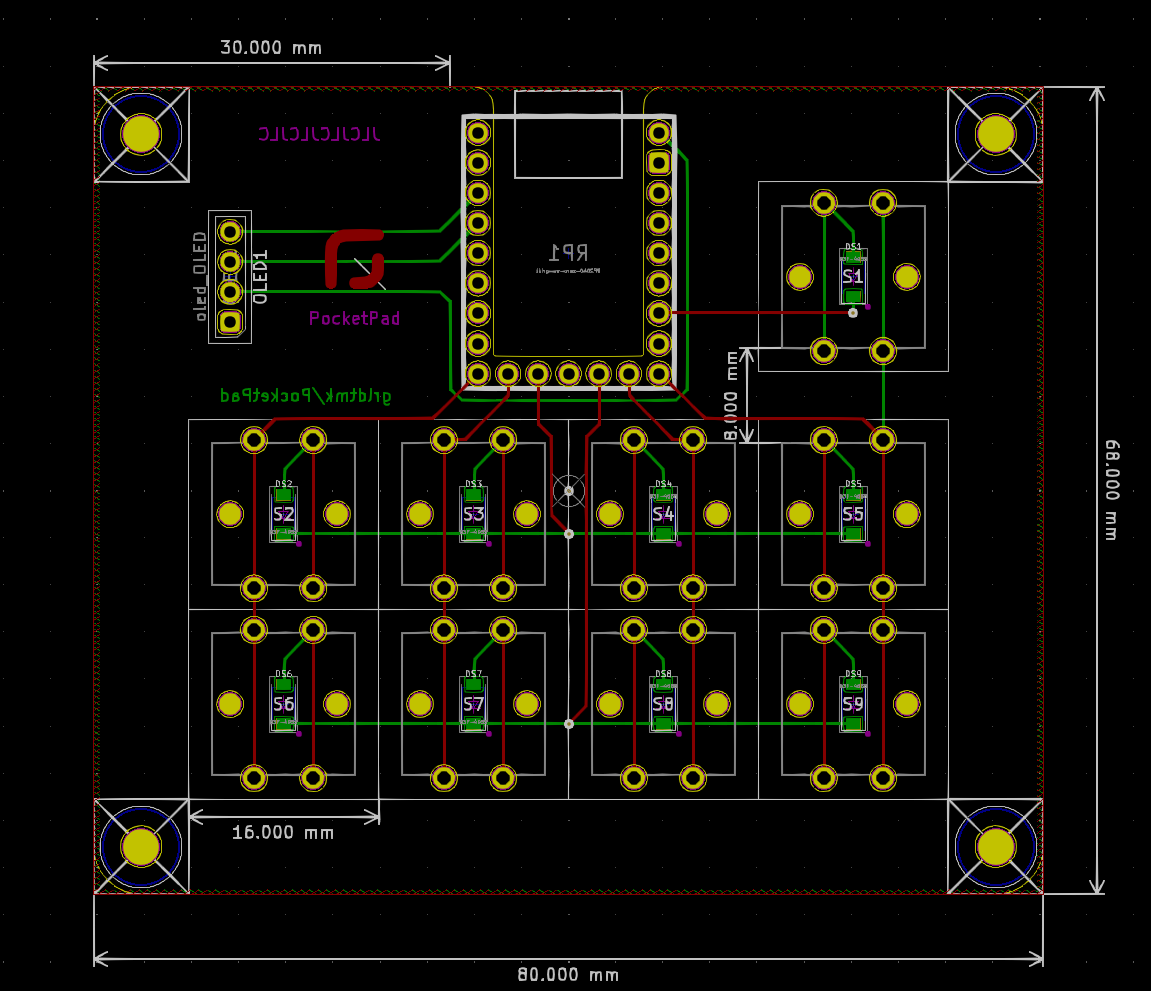 30.000 mm
JLCJLCJLCJLC
oled_OLED
OLED1
RP1
PocketPad
DS1
S1
8.000 mm
grldtmk/PocketPad
68.000 mm
DS2
S2
DS3
S3
DS4
S4
DS5
S5
DS6
S6
DS7
S7
DS8
S8
DS9
S9
16.000 mm
80.000 mm